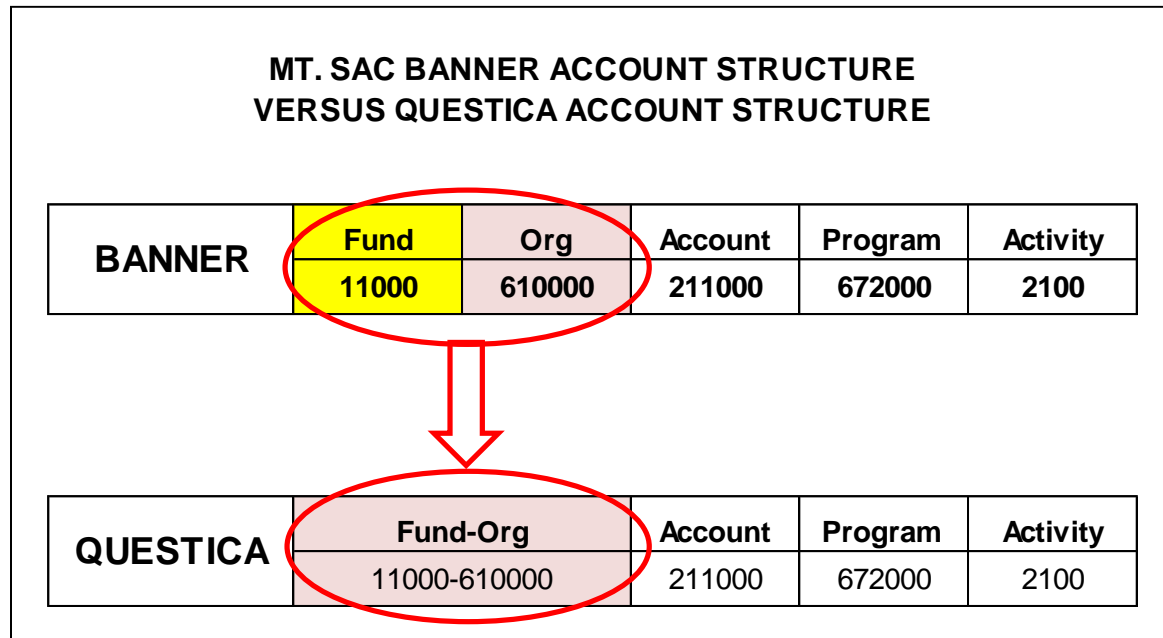 MT. SAC BANNER ACCOUNT STRUCTURE
VERSUS QUESTICA ACCOUNT STRUCTURE
BANNER
Fund Org Account Program Activity
11000 610000 211000 672000 2100
QUESTICA
Fund-Org Account Program Activity
11000-610000 211000 672000 2100